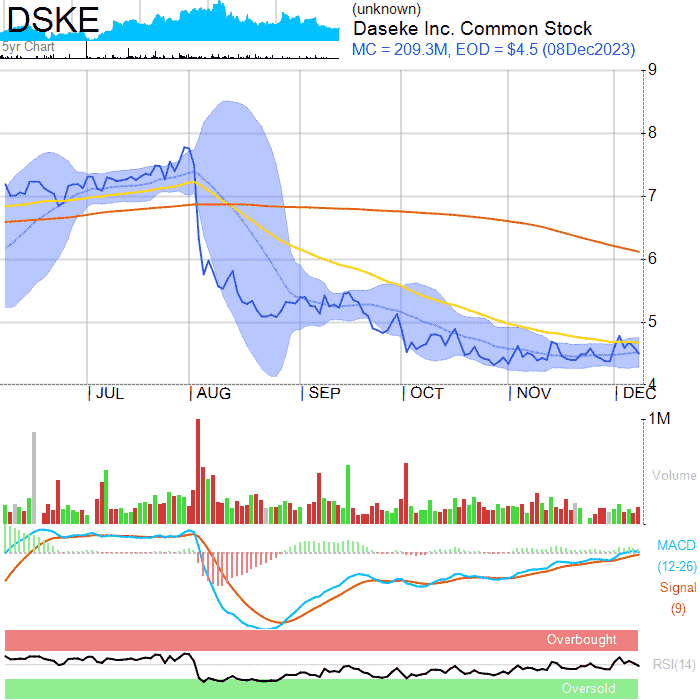 DSKE
5yr Chart
(unknown)
Daseke Inc. Common Stock
MC = 209.3M, EOD = $4.5 (08Dec2023)
9
8
7
6
5
4
JUL AUG SEP OCT NOV DEC
1M
Volume
MACD
(12-26)
Signal
(9)
Overbought
RSI(14)
Oversold